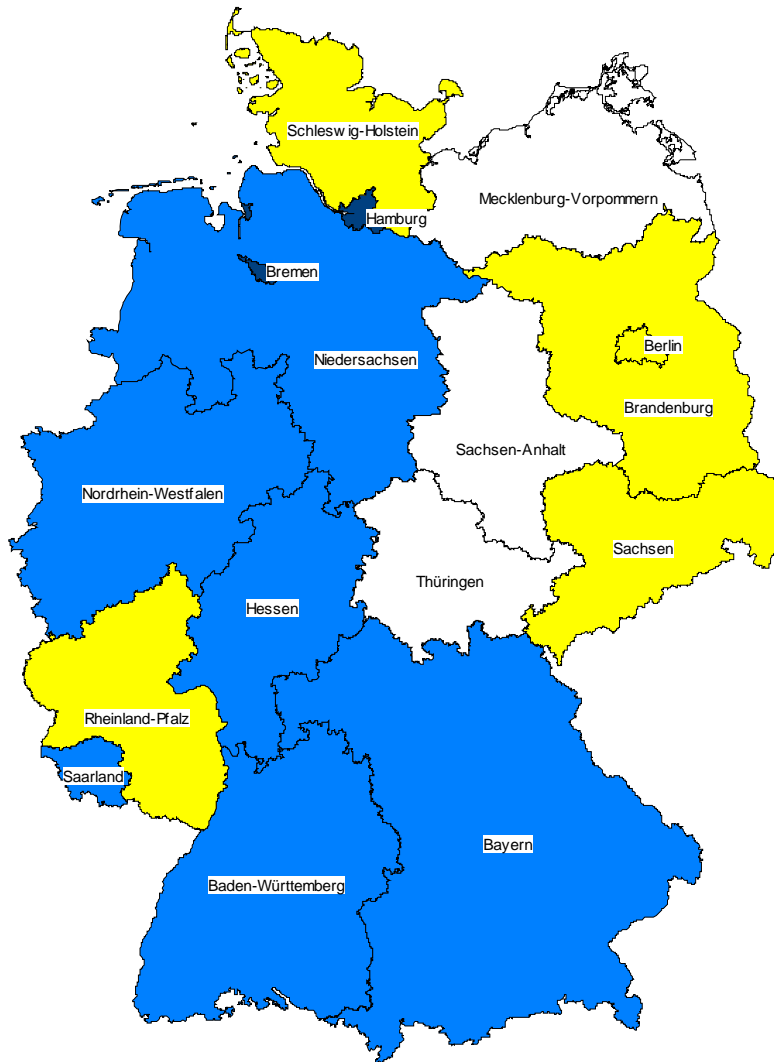 Schleswig-Holstein
Mecklenburg-Vorpommern
Hamburg
Bremen
Berlin
Niedersachsen
Brandenburg
Sachsen-Anhalt
Nordrhein-Westfalen
Sachsen
Thüringen
Hessen
Rheinland-Pfalz
Saarland
Bayern
Baden-Württemberg